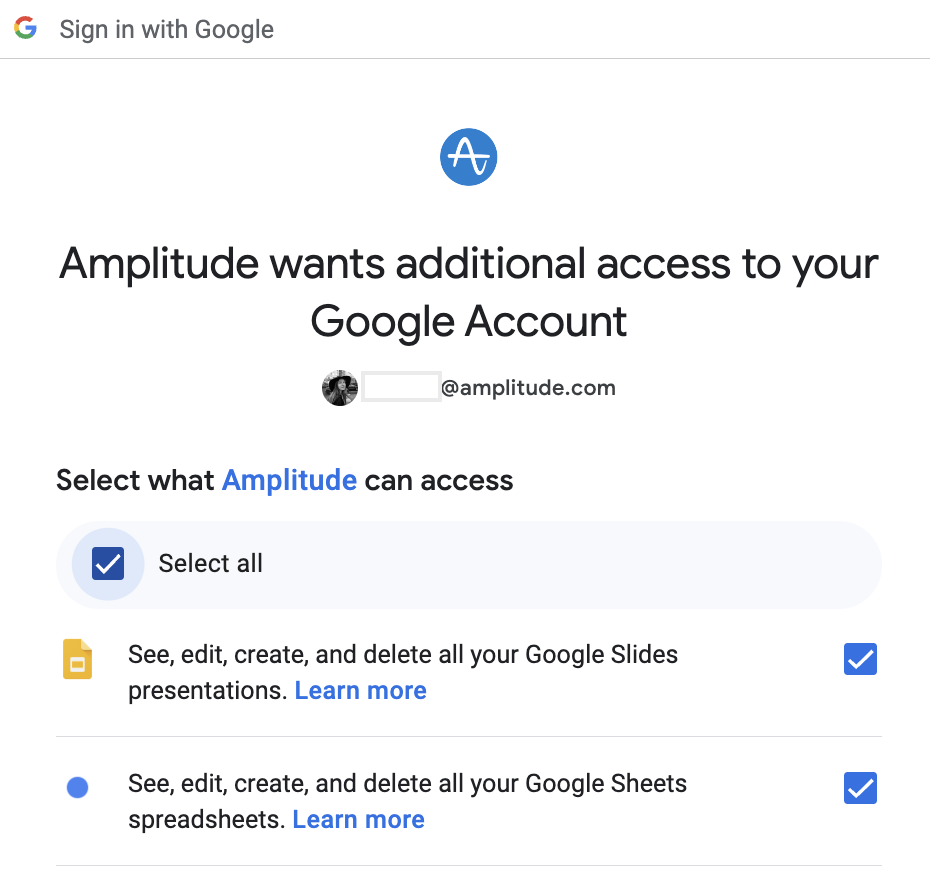 Sign in with Google
Amplitude wants additional access to your
Google Account
@amplitude.com
Select what Amplitude can access
Select all
See, edit, create, and delete all your Google Slides
presentations. Learn more
See, edit, create, and delete all your Google Sheets
spreadsheets. Learn more